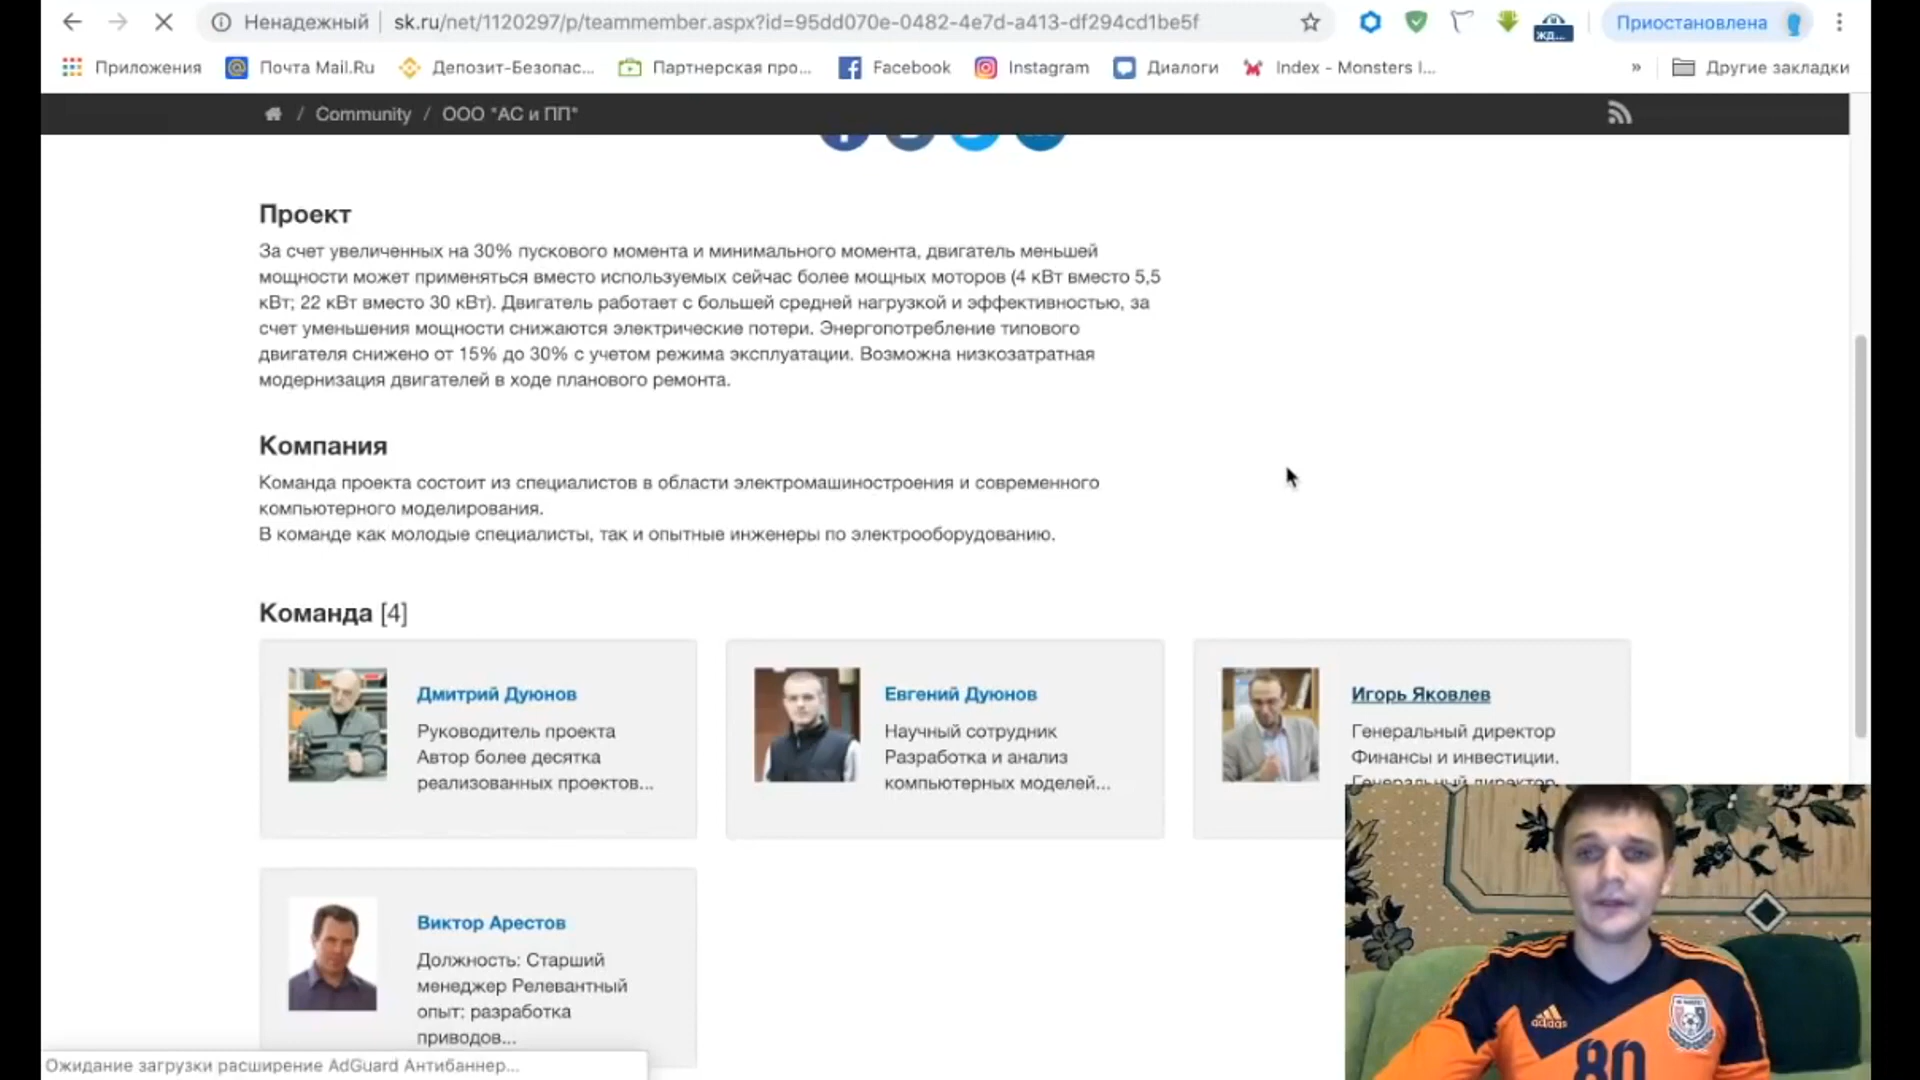 Ненадежный | sk.ru/net/1120297/p/teammember.aspx?id=95dd070e-0482-4e7d-a413-df294cd1be5f
жд...
Приостановлена
Приложения
Почта Mail.Ru
Депозит-Безопас...
Партнерская про...
Facebook
Instagram
Диалоги
Index - Monsters I...
»
Другие закладки
/ Community / ООО "АС и ПП"
Проект
За счет увеличенных на 30% пускового момента и минимального момента, двигатель меньшей
мощности может применяться вместо используемых сейчас более мощных моторов (4 кВт вместо 5,5
кВт; 22 кВт вместо 30 кВт). Двигатель работает с большей средней нагрузкой и эффективностью, за
счет уменьшения мощности снижаются электрические потери. Энергопотребление типового
двигателя снижено от 15% до 30% с учетом режима эксплуатации. Возможна низкозатратная
модернизация двигателей в ходе планового ремонта.
Компания
Команда проекта состоит из специалистов в области электромашиностроения и современного
компьютерного моделирования.
В команде как молодые специалисты, так и опытные инженеры по электрооборудованию.
Команда [4]
Дмитрий Дуюнов
Руководитель проекта
Автор более десятка
реализованных проектов...
Евгений Дуюнов
Научный сотрудник
Разработка и анализ
компьютерных моделей...
Игорь Яковлев
Генеральный директор
Финансы и инвестиции.
Генеральный директор
Виктор Арестов
Должность: Старший
менеджер Релевантный
опыт: разработка
приводов...
Ожидание загрузки расширение AdGuard Антибаннер...
adidas
80